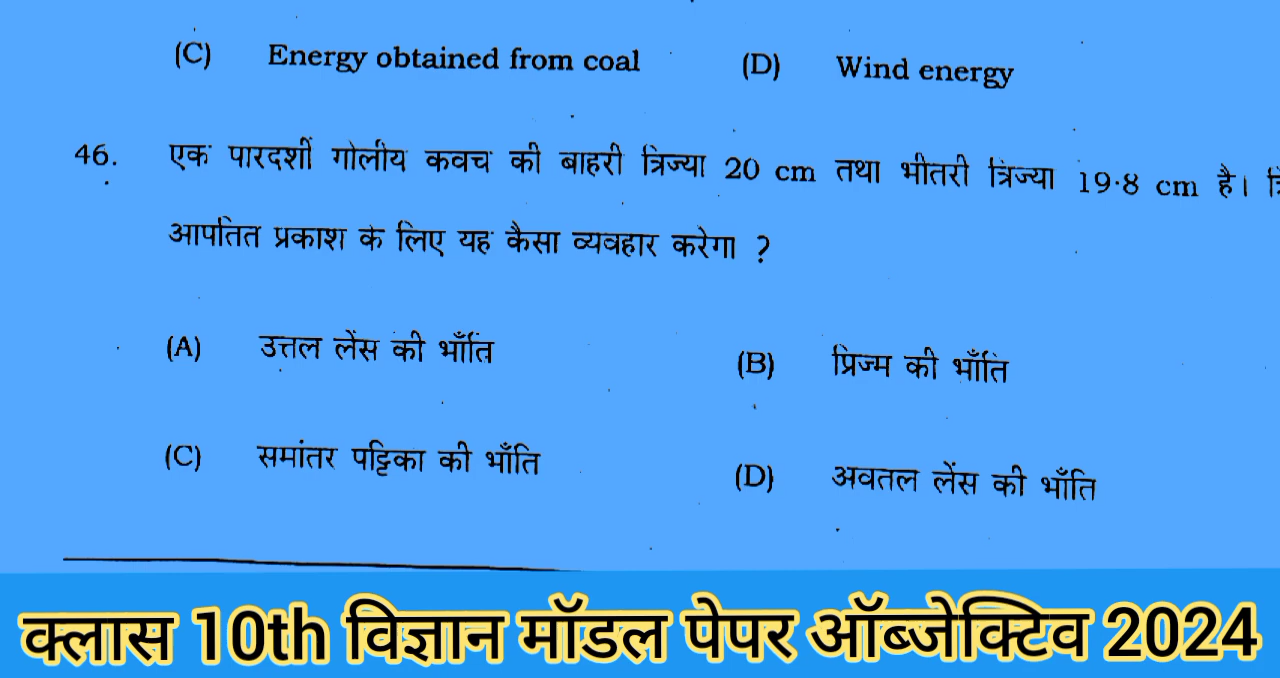 (C) Energy obtained from coal (D) Wind energy
46. एक पारदर्शी गोलीय कवच की बाहरी त्रिज्या 20 cm तथा भीतरी त्रिज्या 19·8 cm है।
आपतित प्रकाश के लिए यह कैसा व्यवहार करेगा ?
(A) उत्तल लेंस की भाँति (B) प्रिज्म की भाँति
(C) समांतर पट्टिका की भाँति (D) अवतल लेंस की भाँति
क्लास 10th विज्ञान मॉडल पेपर ऑब्जेक्टिव 2024